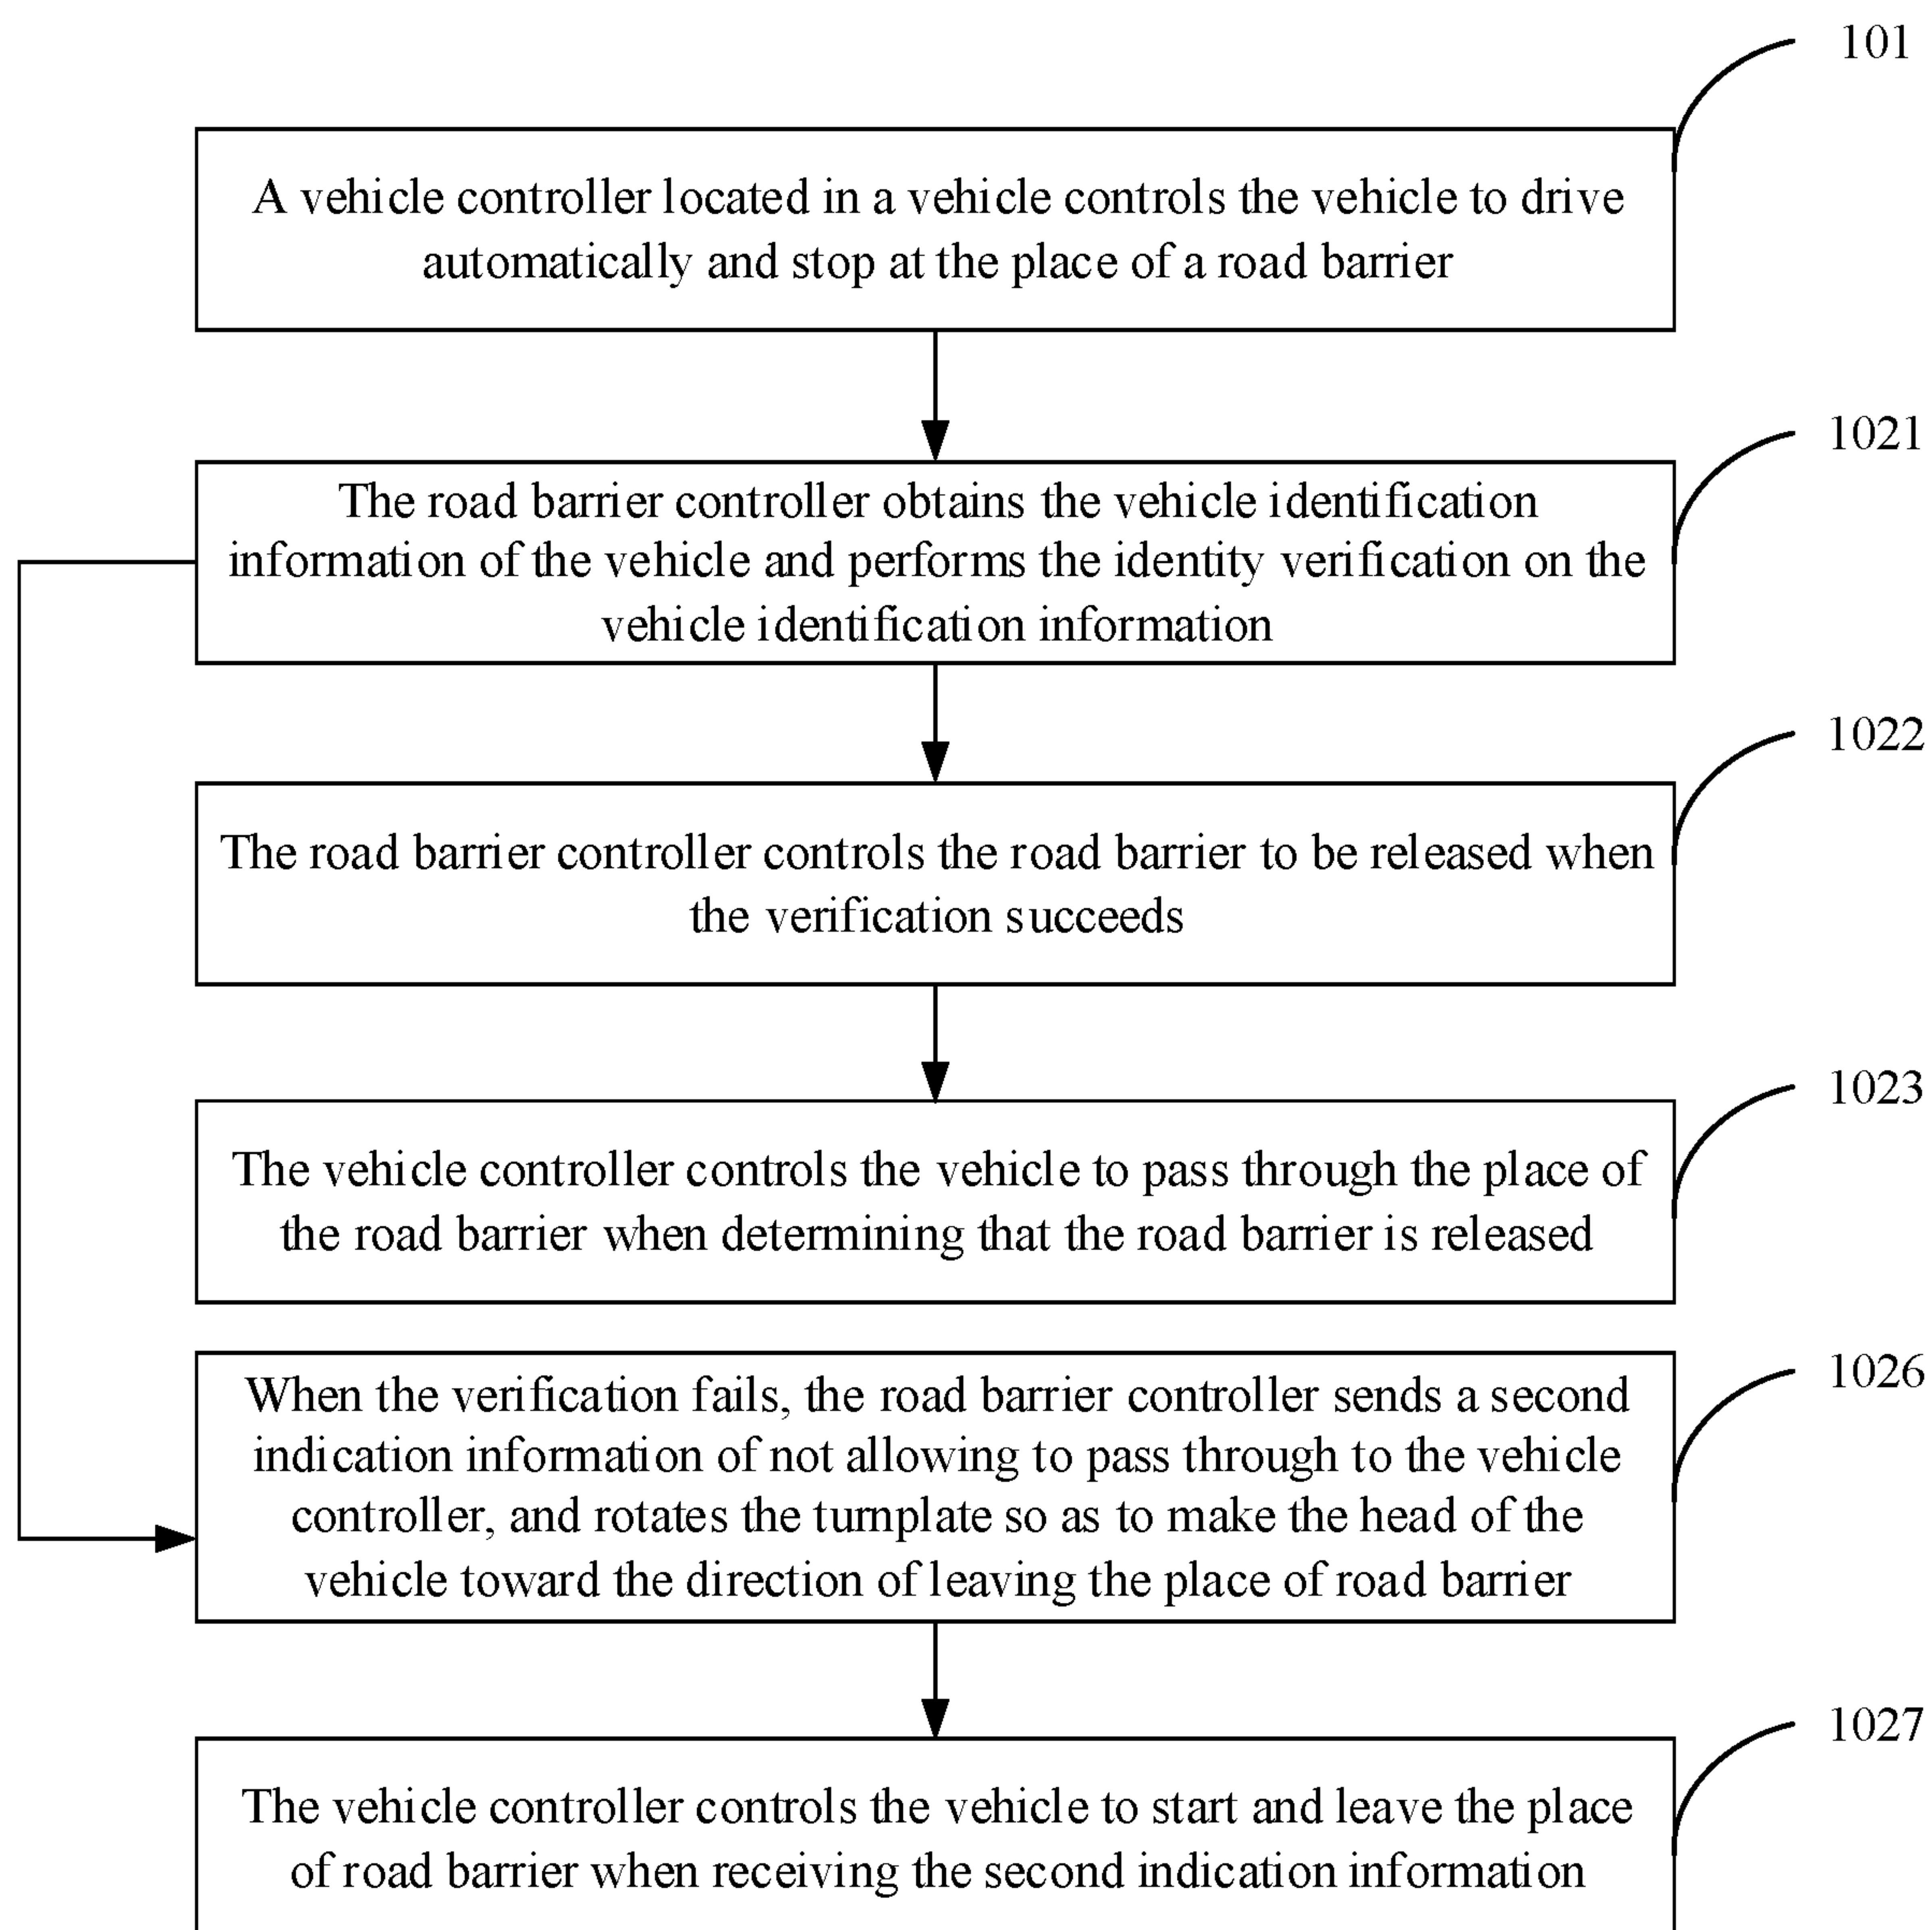 101
A vehicle controller located in a vehicle controls the vehicle to drive
automatically and stop at the place of a road barrier
1021
The road barrier controller obtains the vehicle identification
information of the vehicle and performs the identity verification on the
vehicle identification information
1022
The road barrier controller controls the road barrier to be released when
the verification succeeds
1023
The vehicle controller controls the vehicle to pass through the place of
the road barrier when determining that the road barrier is released
1026
When the verification fails, the road barrier controller sends a second
indication information of not allowing to pass through to the vehicle
controller, and rotates the turnplate so as to make the head of the
vehicle toward the direction of leaving the place of road barrier
1027
The vehicle controller controls the vehicle to start and leave the place
of road barrier when receiving the second indication information